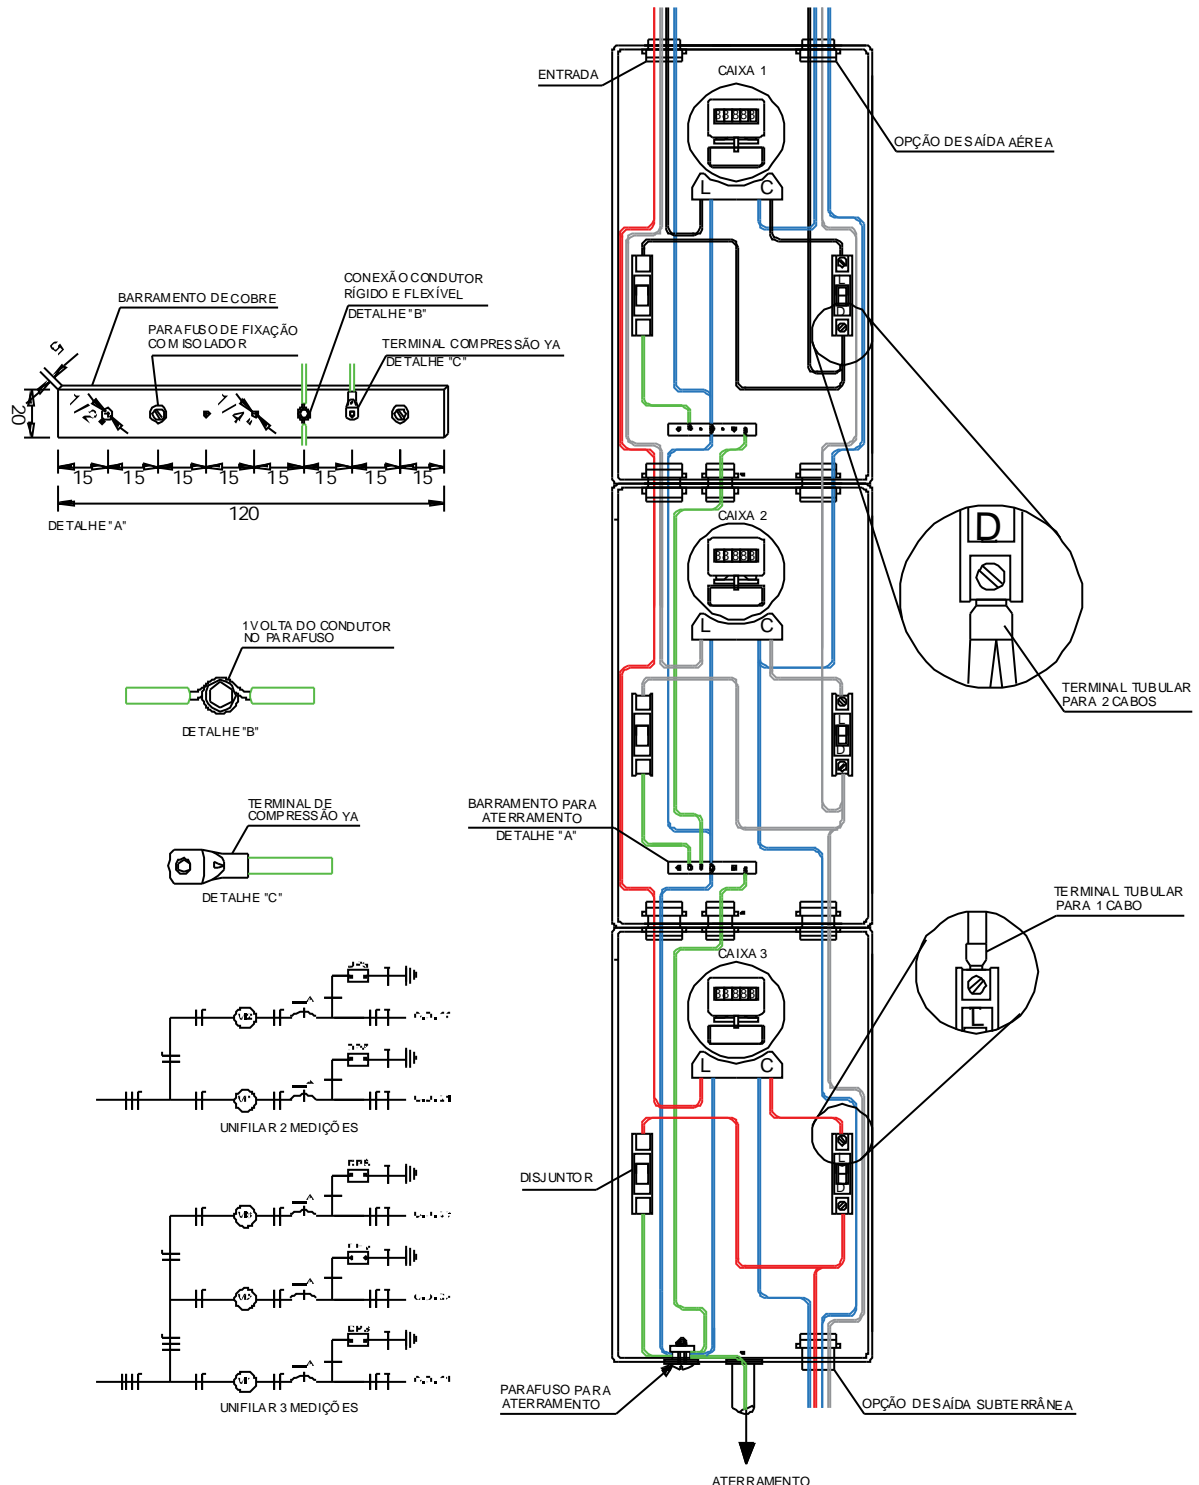 ENTRADA
CAIXA 1
OPÇÃO DE SAÍDA AÉREA
L C
L
D
CONEXÃO CONDUTOR
RÍGIDO E FLEXÍVEL
DETALHE "B"
BARRAMENTO DE COBRE
PARAFUSO DE FIXAÇÃO
COM ISOLADOR
TERMINAL COMPRESSÃO YA
DETALHE "C"
5
20
1/2"
1/4"
15 15 15 15 15 15 15 15
120
DETALHE "A"
CAIXA 2
L C
L
D
D
TERMINAL TUBULAR
PARA 2 CABOS
1 VOLTA DO CONDUTOR
NO PARAFUSO
DETALHE "B"
TERMINAL DE
COMPRESSÃO YA
DETALHE "C"
BARRAMENTO PARA
ATERRAMENTO
DETALHE "A"
TERMINAL TUBULAR
PARA 1 CABO
L
CAIXA 3
L C
L
D
UNIFILAR 2 MEDIÇÕES
DISJUNTOR
UNIFILAR 3 MEDIÇÕES
PARAFUSO PARA
ATERRAMENTO
OPÇÃO DE SAÍDA SUBTERRÂNEA
ATERRAMENTO